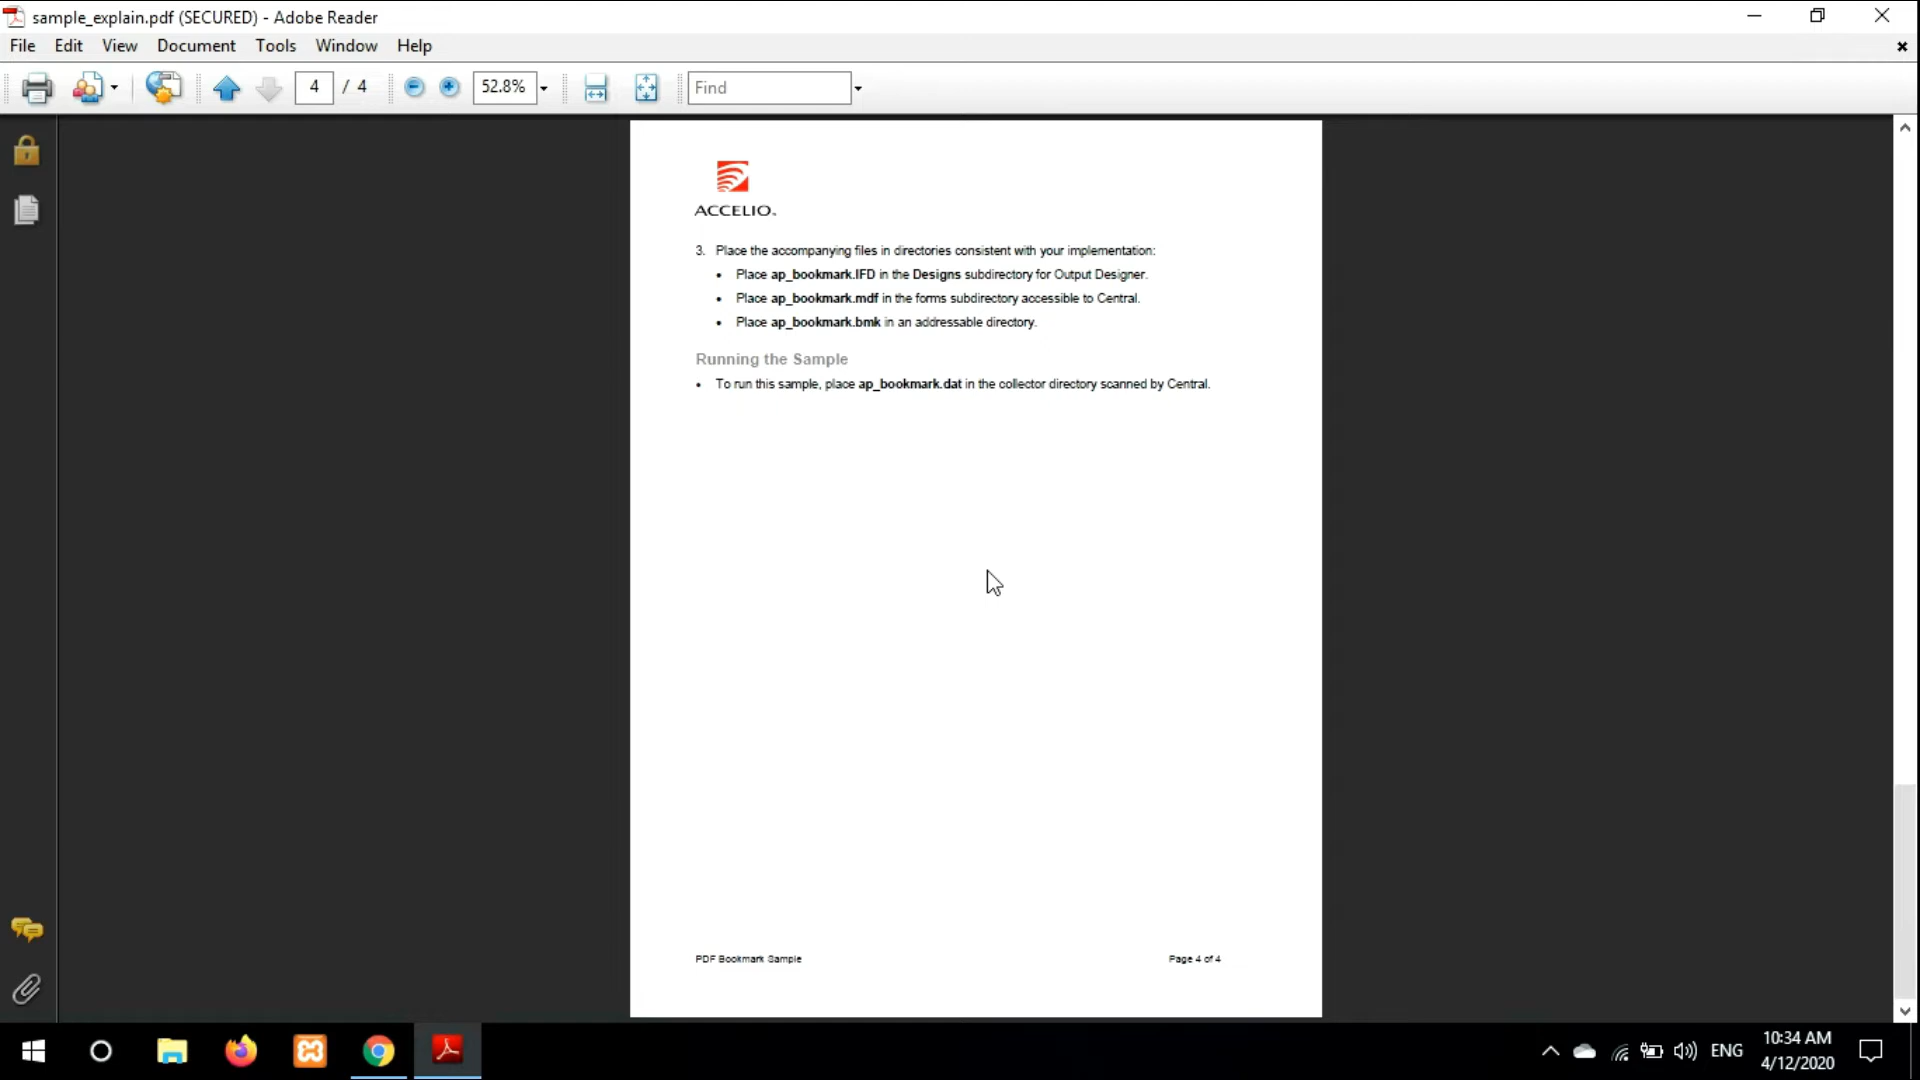 sample_explain.pdf (SECURED) - Adobe Reader
File Edit View Document Tools Window Help
4 / 4 52.8% Find
ACCELIO™
3. Place the accompanying files in directories consistent with your implementation:
• Place ap_bookmark.IFD in the Designs subdirectory for Output Designer.
• Place ap_bookmark.mdf in the forms subdirectory accessible to Central.
• Place ap_bookmark.bmk in an addressable directory.
Running the Sample
• To run this sample, place ap_bookmark.dat in the collector directory scanned by Central.
PDF Bookmark Sample Page 4 of 4
ENG 10:34 AM
4/12/2020